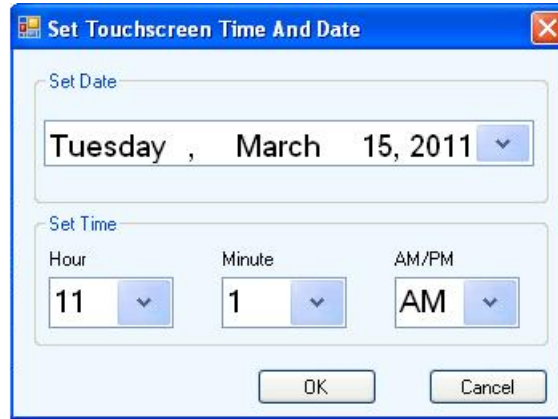 Set Touchscreen Time And Date
Set Date
Tuesday , March 15, 2011
Set Time
Hour Minute AM/PM
11 1 AM
OK Cancel